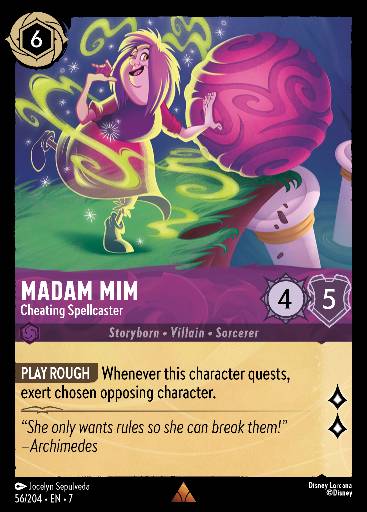 6
MADAM MIM
Cheating Spellcaster
4
5
Storyborn • Villain • Sorcerer
PLAY ROUGH Whenever this character quests,
exert chosen opposing character.
“She only wants rules so she can break them!”
–Archimedes
Jocelyn Sepulveda
56/204 • EN • 7
Disney Lorcana
©Disney